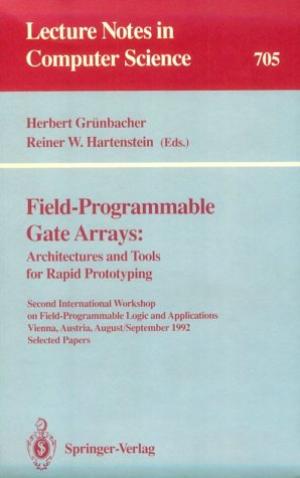 Lecture Notes in
Computer Science
705
Herbert Grünbacher
Reiner W. Hartenstein (Eds.)
Field-Programmable
Gate Arrays:
Architectures and Tools
for Rapid Prototyping
Second International Workshop
on Field-Programmable Logic and Applications
Vienna, Austria, August/September 1992
Selected Papers
Springer-Verlag